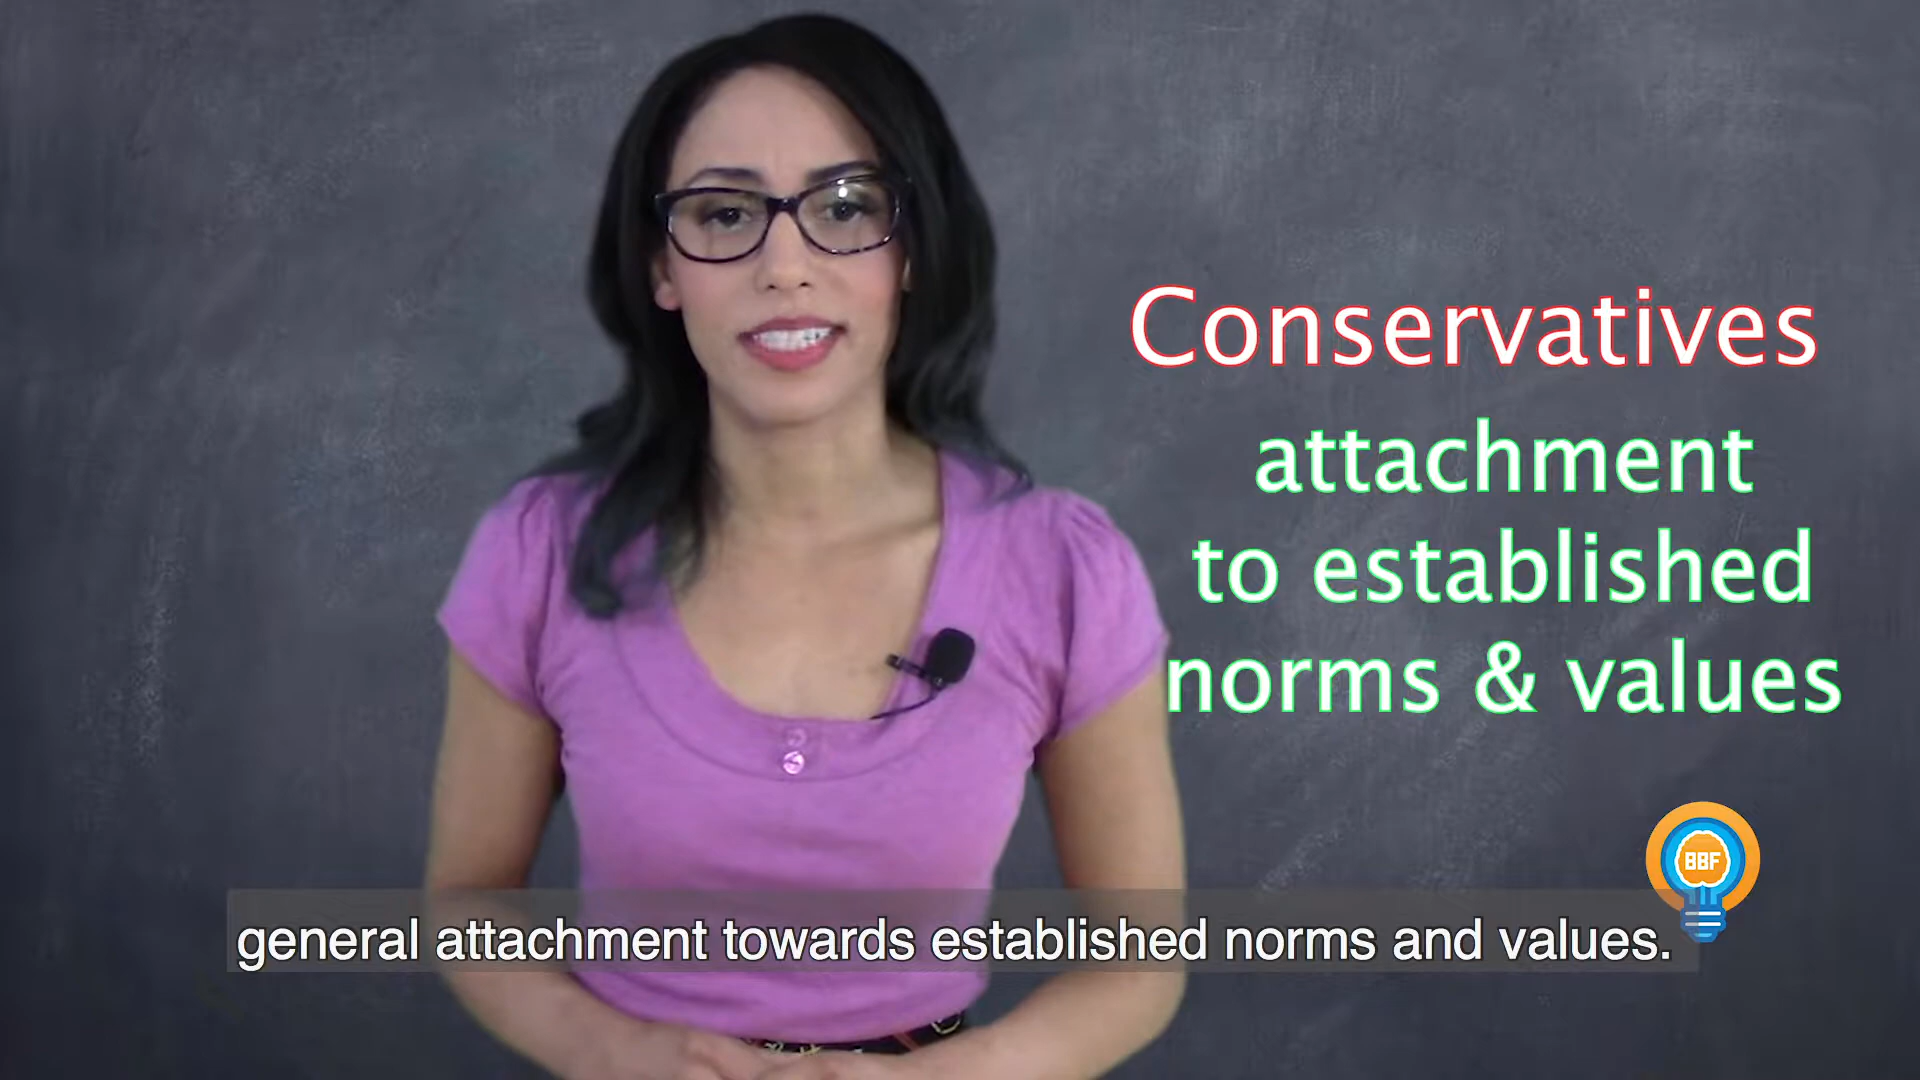 Conservatives
attachment
to established
norms & values
BBF
general attachment towards established norms and values.